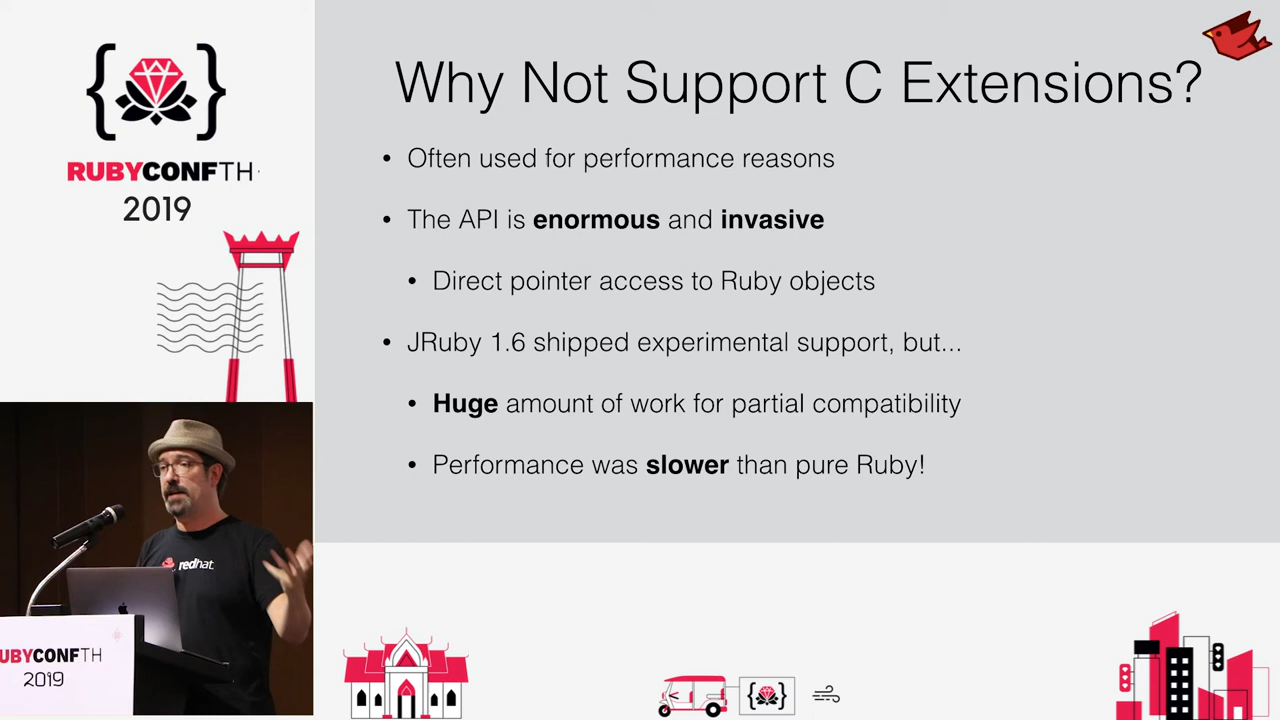 Why Not Support C Extensions?
• Often used for performance reasons
• The API is enormous and invasive
• Direct pointer access to Ruby objects
• JRuby 1.6 shipped experimental support, but...
• Huge amount of work for partial compatibility
• Performance was slower than pure Ruby!
RUBYCONFTH
2019
redhat
UBYCONFTH
2019